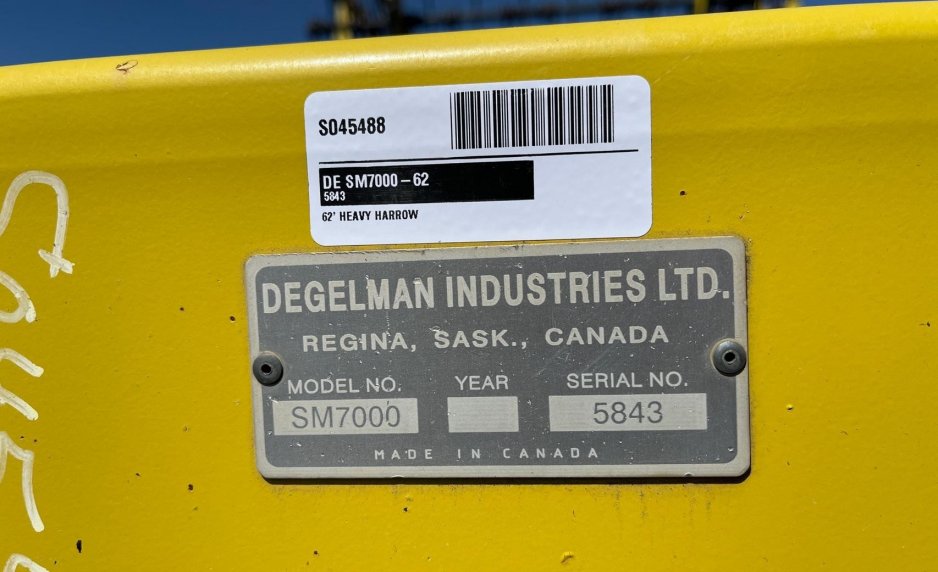 S045488
DE SM7000-62
5843
62' HEAVY HARROW
DEGELMAN INDUSTRIES LTD.
REGINA, SASK., CANADA
MODEL NO. YEAR SERIAL NO.
SM7000 5843
MADE IN CANADA